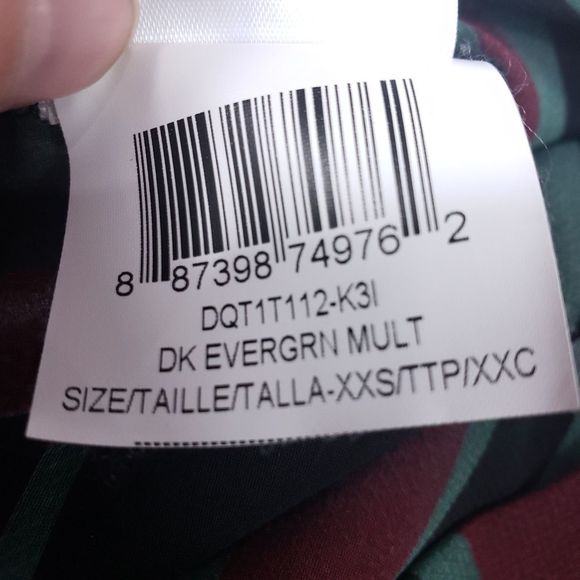 8 87398 74976 2
DQT1T112-K3I
DK EVERGRN MULT
SIZE/TAILLE/TALLA-XXS/TTP/XXC